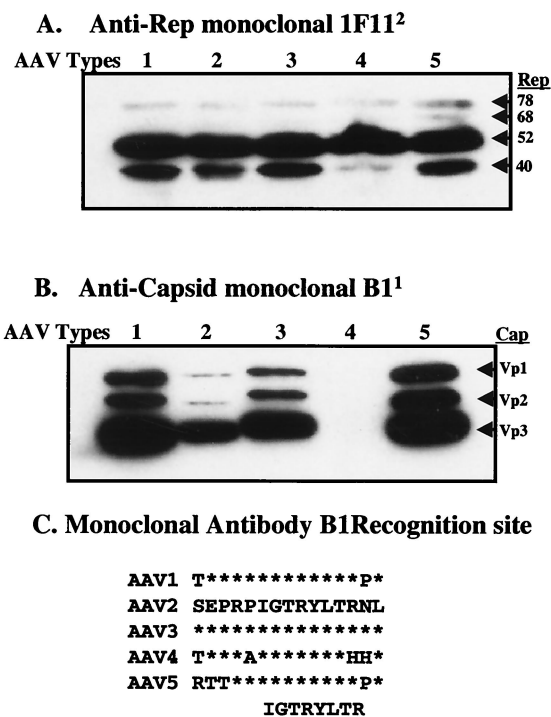 A. Anti-Rep monoclonal 1F11²
AAV Types 1 2 3 4 5
Rep
78
68
52
40
B. Anti-Capsid monoclonal B1¹
AAV Types 1 2 3 4 5
Cap
Vp1
Vp2
Vp3
C. Monoclonal Antibody B1Recognition site
AAV1 T************P*
AAV2 SEPRPIGTRYLTRNL
AAV3 ***************
AAV4 T***A*******HH*
AAV5 RTT**********P*
IGTRYLTR